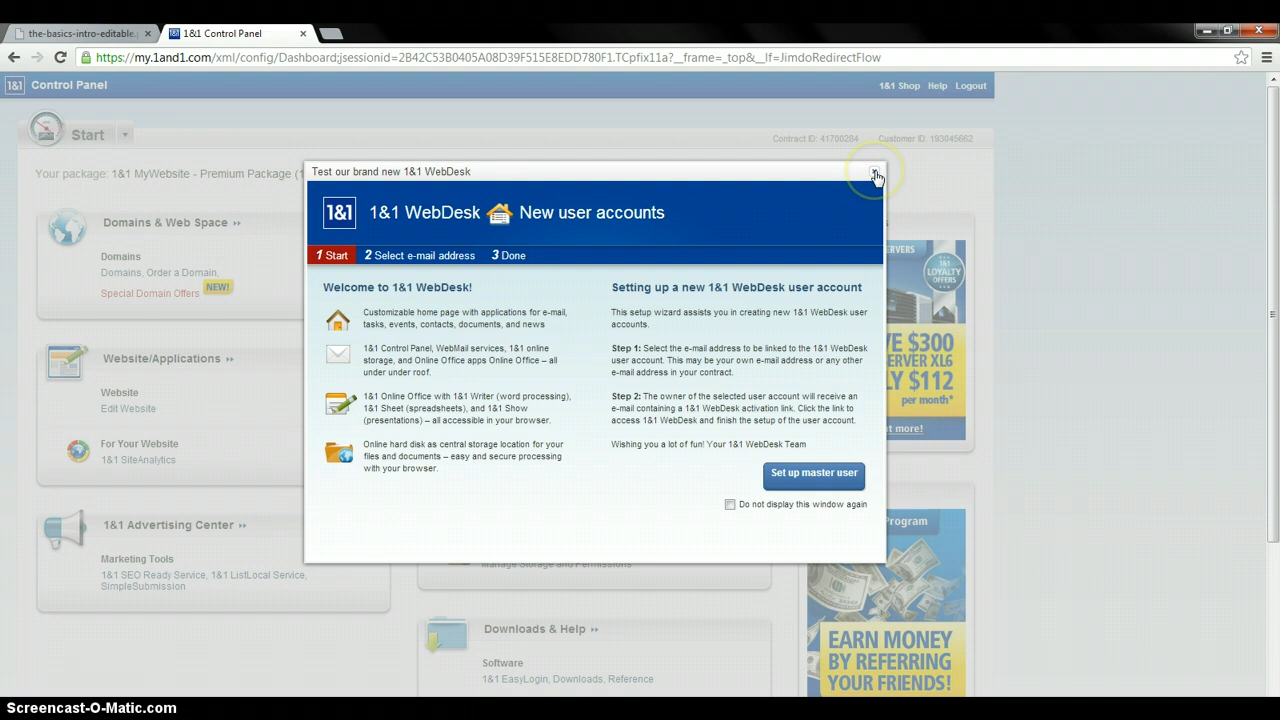 the-basics-intro-editable.
1&1 Control Panel
https://my.1and1.com/xml/config/Dashboard;jsessionid=2B42C53B0405A08D39F515E8EDD780F1.TCpfix11a?__frame=_top&__lf=JimdoRedirectFlow
1&1 Control Panel
1&1 Shop Help Logout
Start
Contract ID: 41700284 Customer ID: 193045662
Your package: 1&1 MyWebsite - Premium Package (1
Domains & Web Space
Domains
Domains, Order a Domain,
Special Domain Offers NEW!
Website/Applications
Website
Edit Website
For Your Website
1&1 SiteAnalytics
1&1 Advertising Center
Marketing Tools
1&1 SEO Ready Service, 1&1 ListLocal Service,
SimpleSubmission
Test our brand new 1&1 WebDesk
1&1 1&1 WebDesk New user accounts
1 Start 2 Select e-mail address 3 Done
Welcome to 1&1 WebDesk!
Customizable home page with applications for e-mail,
tasks, events, contacts, documents, and news
1&1 Control Panel, WebMail services, 1&1 online
storage, and Online Office apps Online Office – all
under under roof.
1&1 Online Office with 1&1 Writer (word processing),
1&1 Sheet (spreadsheets), and 1&1 Show
(presentations) – all accessible in your browser.
Online hard disk as central storage location for your
files and documents – easy and secure processing
with your browser.
Setting up a new 1&1 WebDesk user account
This setup wizard assists you in creating new 1&1 WebDesk user
accounts.
Step 1: Select the e-mail address to be linked to the 1&1 WebDesk
user account. This may be your own e-mail address or any other
e-mail address in your contract.
Step 2: The owner of the selected user account will receive an
e-mail containing a 1&1 WebDesk activation link. Click the link to
access 1&1 WebDesk and finish the setup of the user account.
Wishing you a lot of fun! Your 1&1 WebDesk Team
Set up master user
Do not display this window again
Manage Storage and Permissions
Downloads & Help
Software
1&1 EasyLogin, Downloads, Reference
ERVERS
1&1
LOYALTY
OFFERS
E $300
ERVER XL6
Y $112
per month*
ut more!
Program
EARN MONEY
BY REFERRING
YOUR FRIENDS!
Screencast-O-Matic.com